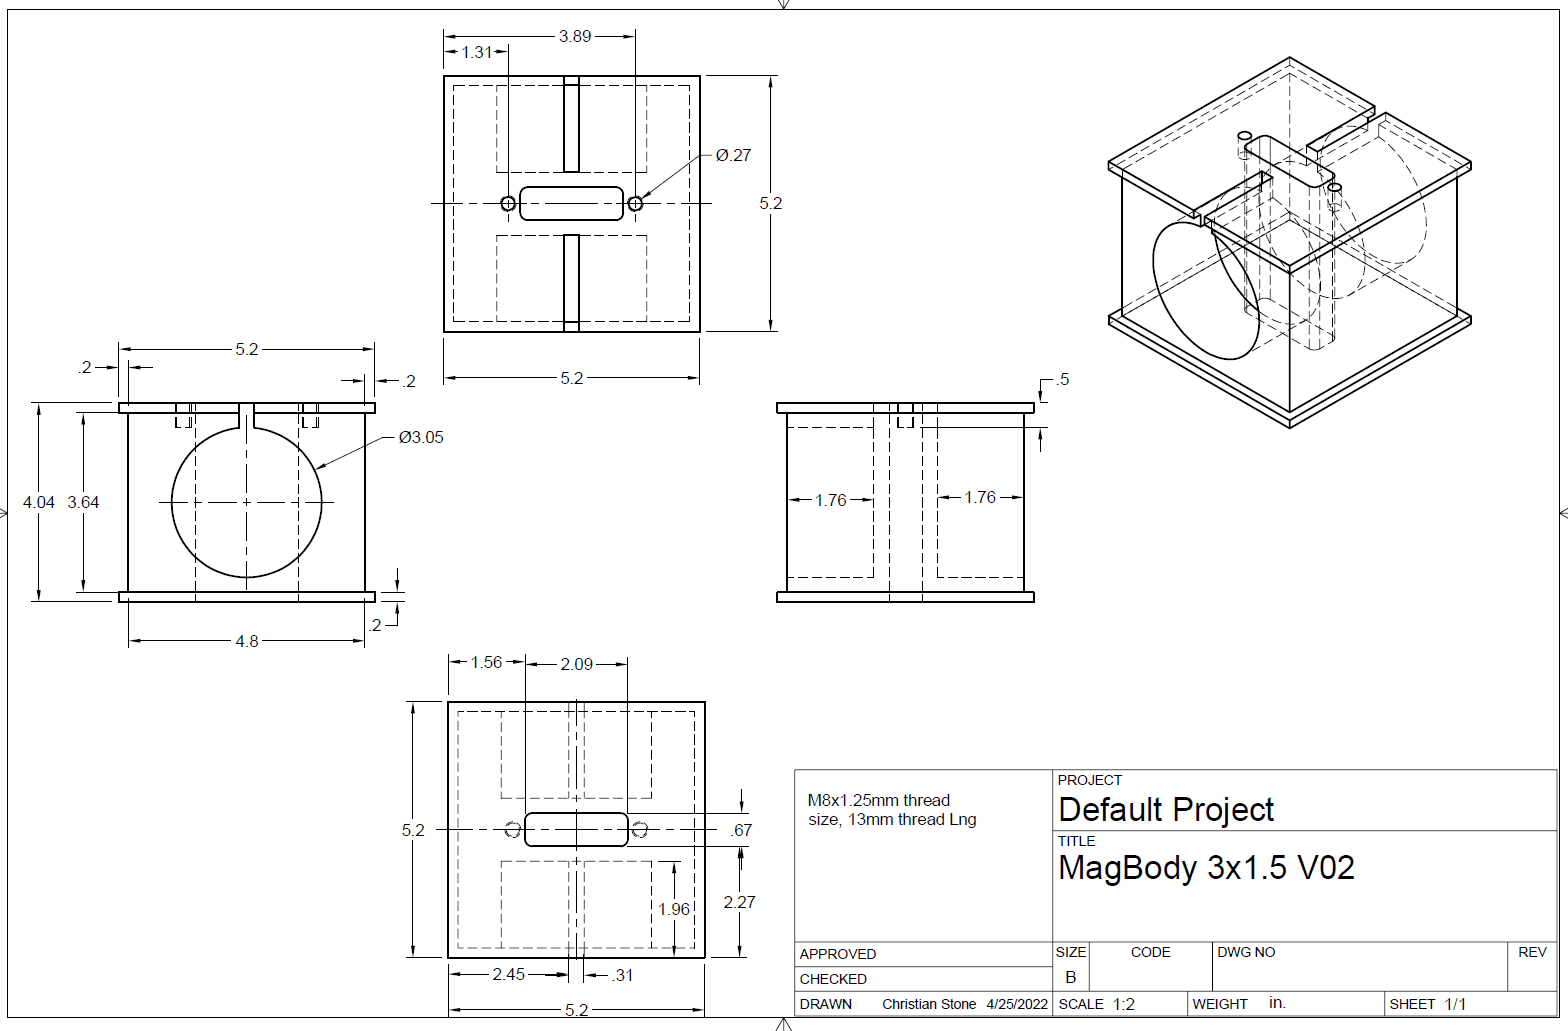 3.89
1.31
Ø.27
5.2
5.2
5.2
.2
.2
.5
Ø3.05
4.04
3.64
1.76
1.76
.2
4.8
1.56
2.09
5.2
.67
1.96
2.27
2.45
.31
5.2
M8x1.25mm thread
size, 13mm thread Lng
PROJECT
Default Project
TITLE
MagBody 3x1.5 V02
APPROVED
CHECKED
DRAWN Christian Stone 4/25/2022
SIZE
B
CODE
DWG NO
REV
SCALE 1:2
WEIGHT in.
SHEET 1/1